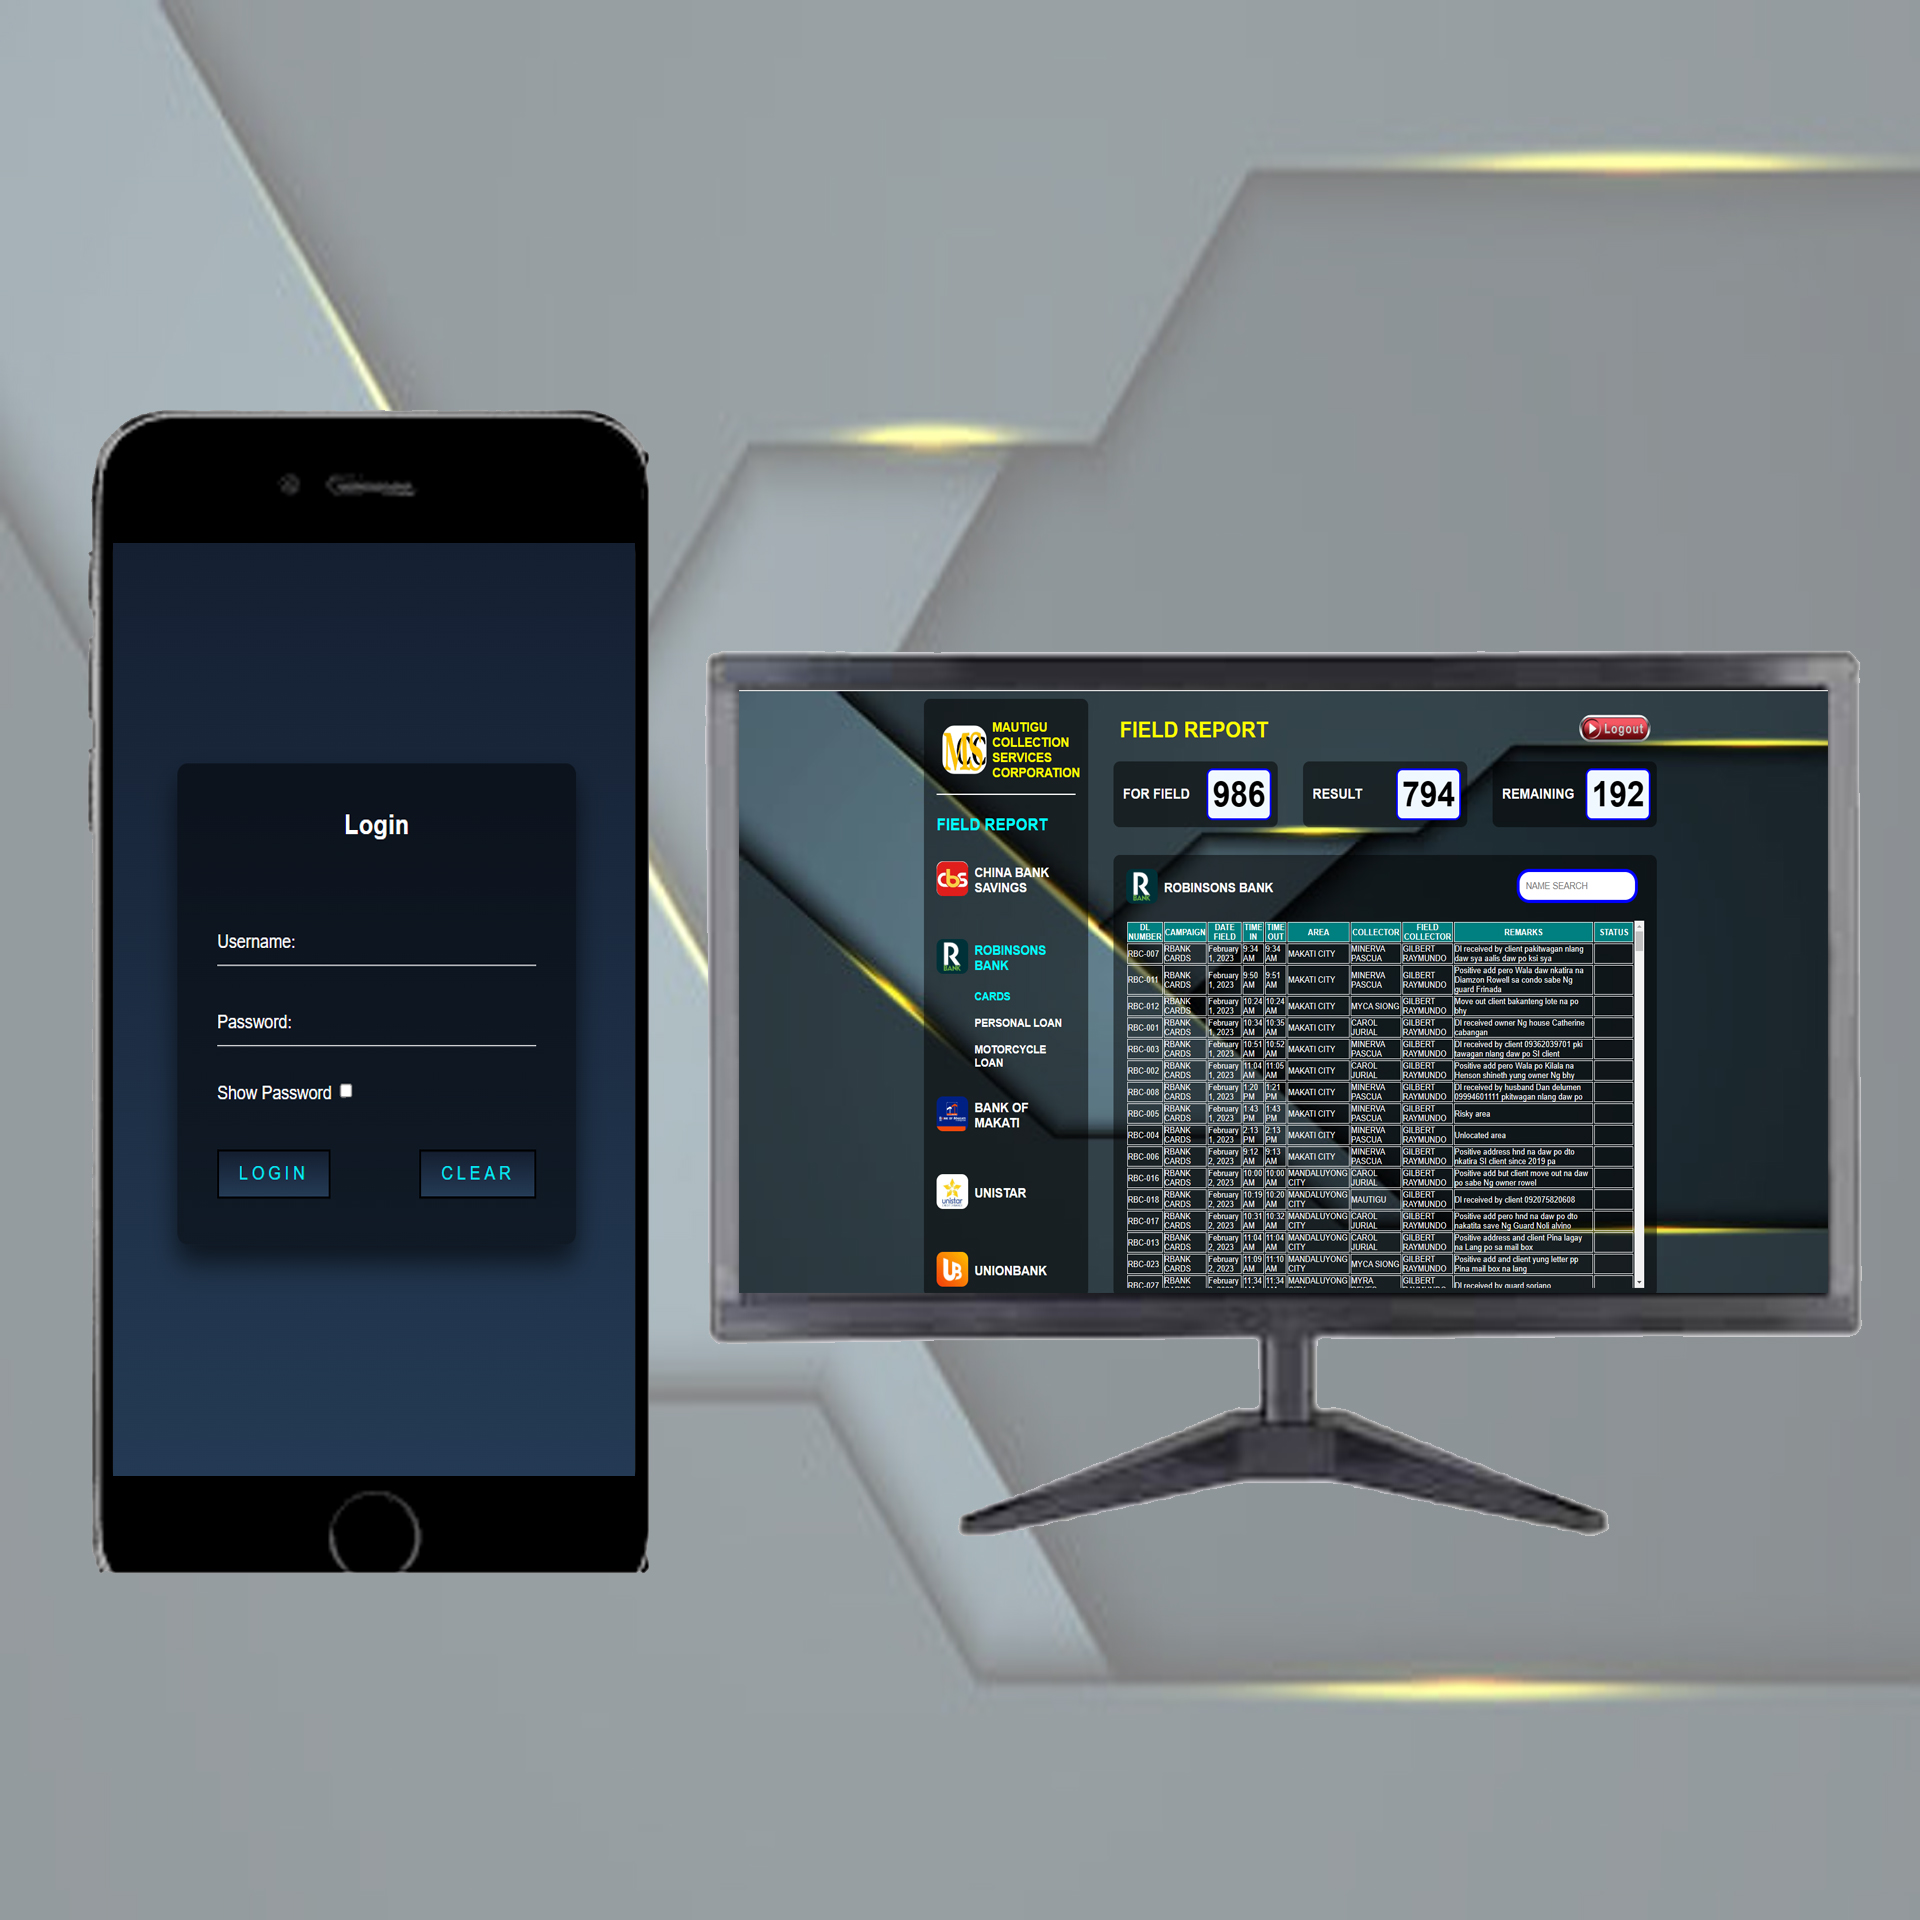 Login
Username:
Password:
Show Password
LOGIN
CLEAR
MCS
MAUTIGU
COLLECTION
SERVICES
CORPORATION
FIELD REPORT
cbs
CHINA BANK
SAVINGS
R
BANK
ROBINSONS
BANK
CARDS
PERSONAL LOAN
MOTORCYCLE
LOAN
BANK OF
MAKATI
unistar
UNISTAR
UB
UNIONBANK
FIELD REPORT
Logout
FOR FIELD 986
RESULT 794
REMAINING 192
R
BANK
ROBINSONS BANK
NAME SEARCH
DL NUMBER CAMPAIGN DATE FIELD TIME IN TIME OUT AREA COLLECTOR FIELD COLLECTOR REMARKS STATUS
RBC-007 RBANK CARDS February 1, 2023 9:34 AM 9:34 AM MAKATI CITY MINERVA PASCUA GILBERT RAYMUNDO Dl received by client pakitwagan nlang daw sya aalis daw po ksi sya
RBC-011 RBANK CARDS February 1, 2023 9:50 AM 9:51 AM MAKATI CITY MINERVA PASCUA GILBERT RAYMUNDO Positive add pero Wala daw nkatira na Diamzon Rowell sa condo sabe Ng guard Frinada
RBC-012 RBANK CARDS February 1, 2023 10:24 AM 10:24 AM MAKATI CITY MYCA SIONG GILBERT RAYMUNDO Move out client bakanteng lote na po bhy
RBC-001 RBANK CARDS February 1, 2023 10:34 AM 10:35 AM MAKATI CITY CAROL JURIAL GILBERT RAYMUNDO Dl received owner Ng house Catherine cabangan
RBC-003 RBANK CARDS February 1, 2023 10:51 AM 10:52 AM MAKATI CITY MINERVA PASCUA GILBERT RAYMUNDO Dl received by client 09362039701 pki tawagan nlang daw po SI client
RBC-002 RBANK CARDS February 1, 2023 11:04 AM 11:05 AM MAKATI CITY CAROL JURIAL GILBERT RAYMUNDO Positive add pero Wala po Kilala na Henson shineth yung owner Ng bhy
RBC-008 RBANK CARDS February 1, 2023 1:20 PM 1:21 PM MAKATI CITY MINERVA PASCUA GILBERT RAYMUNDO Dl received by husband Dan delumen 09994601111 pkitwagan nlang daw po
RBC-005 RBANK CARDS February 1, 2023 1:43 PM 1:43 PM MAKATI CITY MINERVA PASCUA GILBERT RAYMUNDO Risky area
RBC-004 RBANK CARDS February 1, 2023 2:13 PM 2:13 PM MAKATI CITY MINERVA PASCUA GILBERT RAYMUNDO Unlocated area
RBC-006 RBANK CARDS February 2, 2023 9:12 AM 9:13 AM MAKATI CITY MINERVA PASCUA GILBERT RAYMUNDO Positive address hnd na daw po dto nkatira SI client since 2019 pa
RBC-016 RBANK CARDS February 2, 2023 10:00 AM 10:00 AM MANDALUYONG CITY CAROL JURIAL GILBERT RAYMUNDO Positive add but client move out na daw po sabe Ng owner rowel
RBC-018 RBANK CARDS February 2, 2023 10:19 AM 10:20 AM MANDALUYONG CITY MAUTIGU GILBERT RAYMUNDO Dl received by client 092075820608
RBC-017 RBANK CARDS February 2, 2023 10:31 AM 10:32 AM MANDALUYONG CITY CAROL JURIAL GILBERT RAYMUNDO Positive add pero hnd na daw po dto nakatita save Ng Guard Noli alvino
RBC-013 RBANK CARDS February 2, 2023 11:04 AM 11:04 AM MANDALUYONG CITY CAROL JURIAL GILBERT RAYMUNDO Positive address and client Pina lagay na Lang po sa mail box
RBC-023 RBANK CARDS February 2, 2023 11:09 AM 11:10 AM MANDALUYONG CITY MYCA SIONG GILBERT RAYMUNDO Positive add and client yung letter pp Pina mail box na lang
RBC-027 RBANK CARDS February 11:34 11:34 MANDALUYONG MYRA GILBERT Dl received by guard soriano